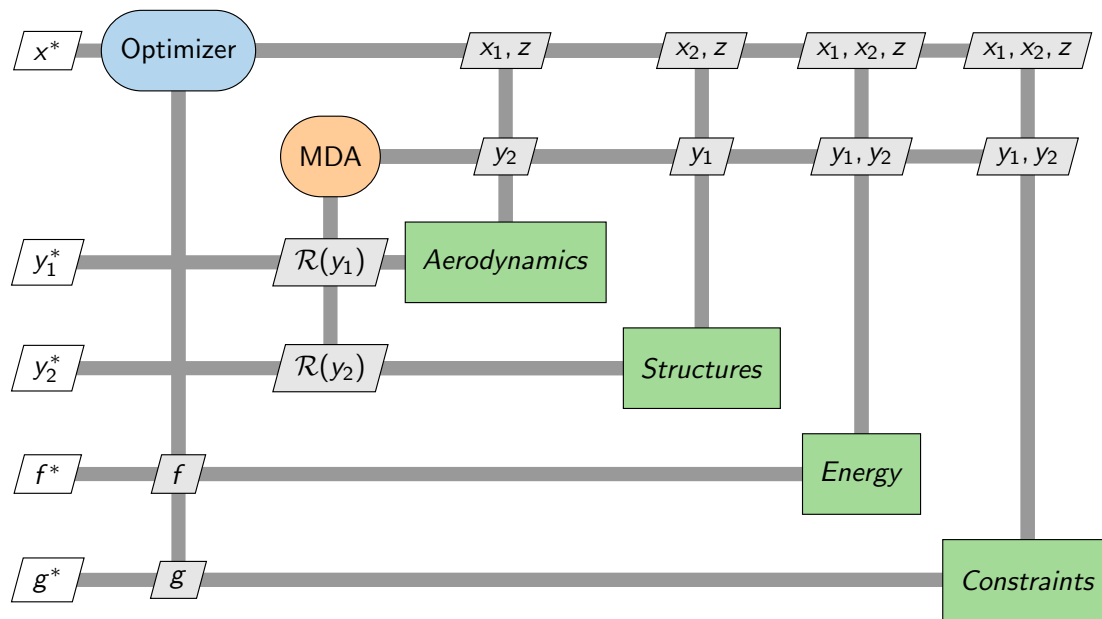 x* Optimizer x₁, z x₂, z x₁, x₂, z x₁, x₂, z
MDA y₂ y₁ y₁, y₂ y₁, y₂
y₁* ℛ(y₁) Aerodynamics
y₂* ℛ(y₂) Structures
f* f Energy
g* g Constraints